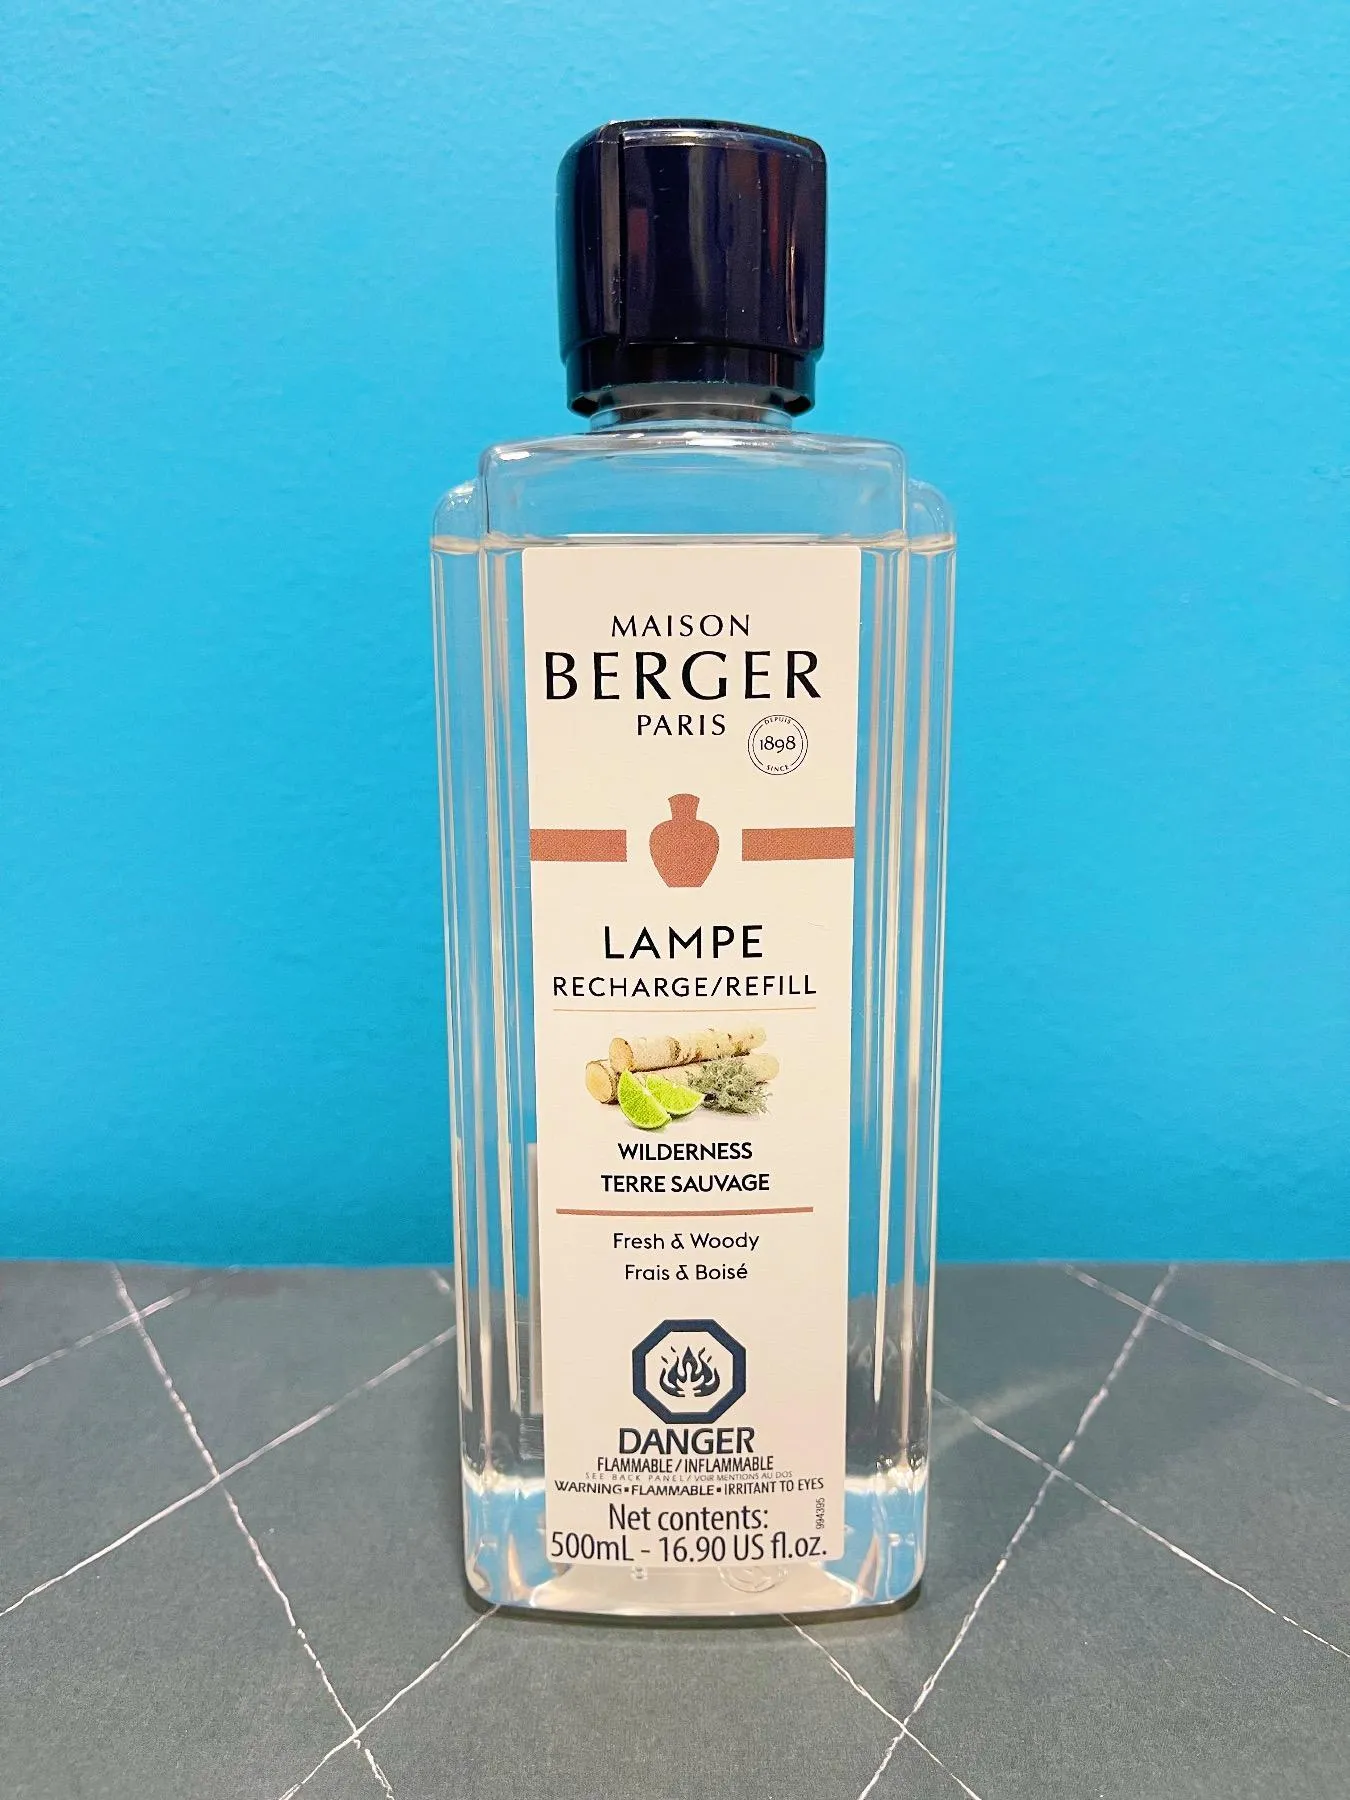 MAISON
BERGER
PARIS
DEPUIS
1898
SINCE
LAMPE
RECHARGE/REFILL
WILDERNESS
TERRE SAUVAGE
Fresh & Woody
Frais & Boisé
DANGER
FLAMMABLE / INFLAMMABLE
SEE BACK PANEL / VOIR MENTIONS AU DOS
WARNING▪FLAMMABLE▪IRRITANT TO EYES
Net contents:
500mL - 16.90 US fl.oz.
994395